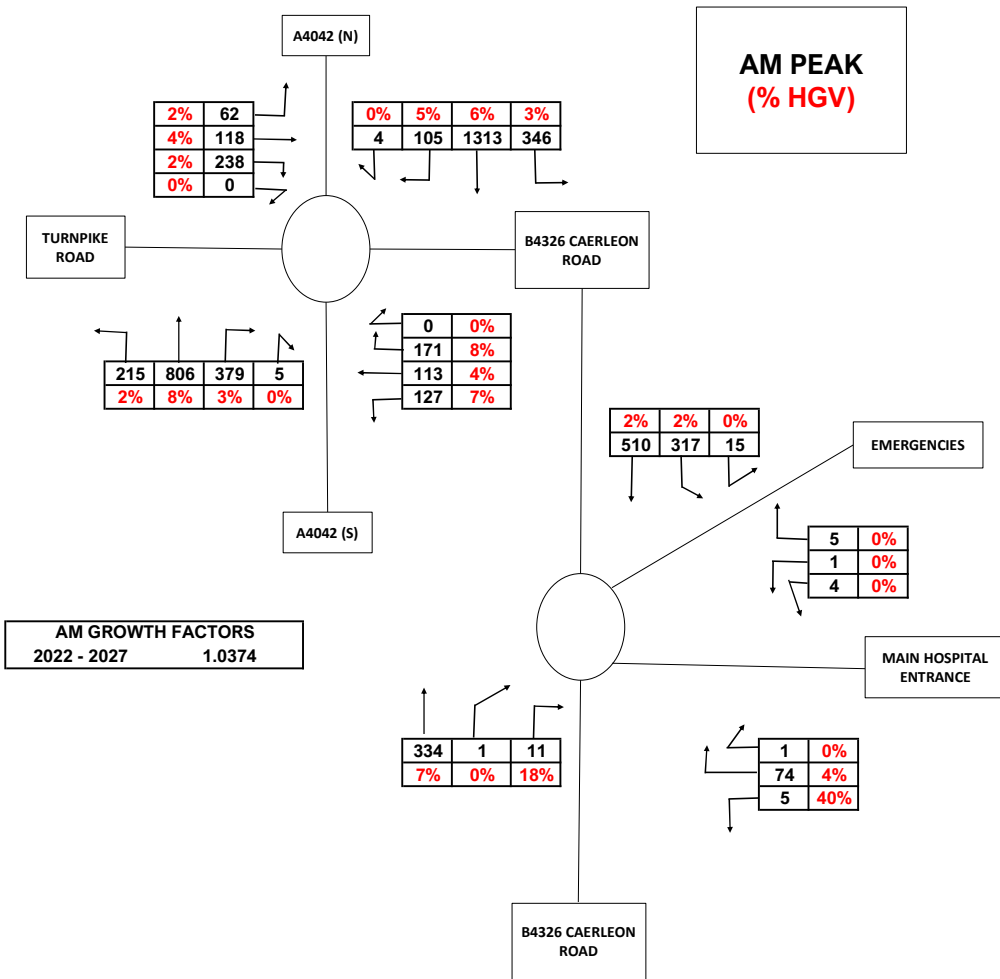 A4042 (N)
AM PEAK
(% HGV)
2% 62
4% 118
2% 238
0% 0
0% 5% 6% 3%
4 105 1313 346
TURNPIKE
ROAD
B4326 CAERLEON
ROAD
0 0%
171 8%
113 4%
127 7%
215 806 379 5
2% 8% 3% 0%
2% 2% 0%
510 317 15
EMERGENCIES
A4042 (S)
5 0%
1 0%
4 0%
AM GROWTH FACTORS
2022 - 2027 1.0374
MAIN HOSPITAL
ENTRANCE
334 1 11
7% 0% 18%
1 0%
74 4%
5 40%
B4326 CAERLEON
ROAD